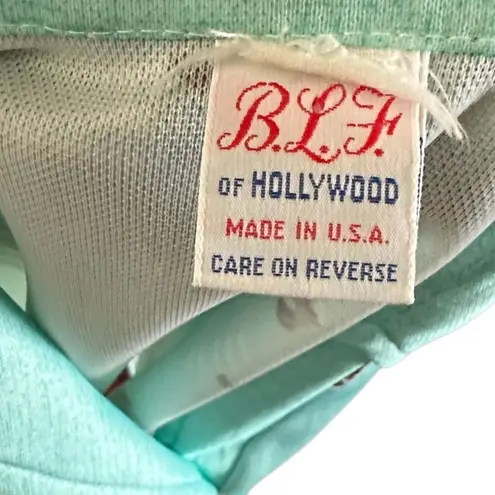 B.L.F.
OF HOLLYWOOD
MADE IN U.S.A.
CARE ON REVERSE